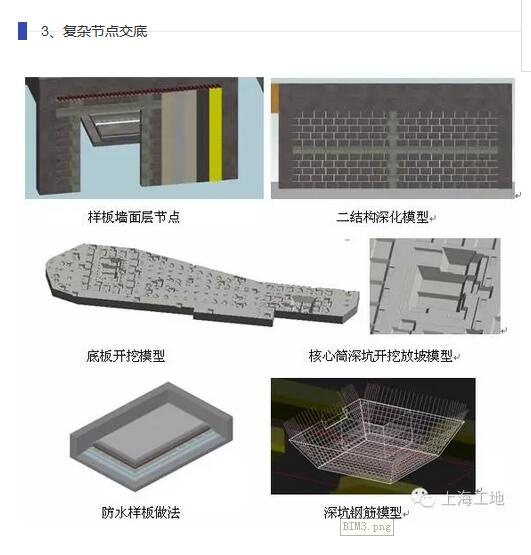 3、复杂节点交底
样板墙面层节点
二结构深化模型
底板开挖模型
核心筒深坑开挖放坡模型
上海工地
防水样板做法
深坑钢筋模型
BIM3.png